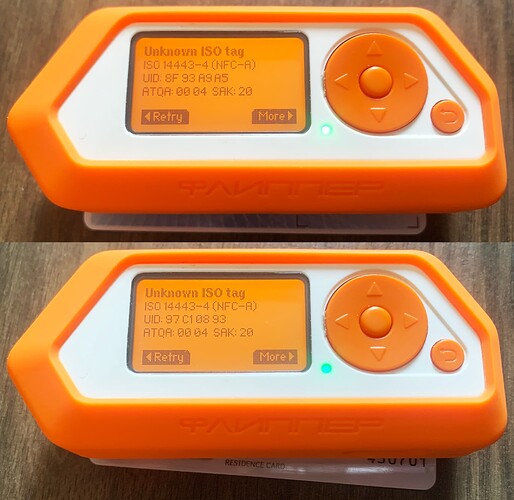 Unknown ISO tag
ISO 14443-4 (NFC-A)
UID: 8F 93 A9 A5
ATQA: 00 04 SAK: 20
Retry
More
ФЛИППЕР
Unknown ISO tag
ISO 14443-4 (NFC-A)
UID: 97 C1 08 93
ATQA: 00 04 SAK: 20
Retry
More
ФЛИППЕР
RESIDENCE CARD